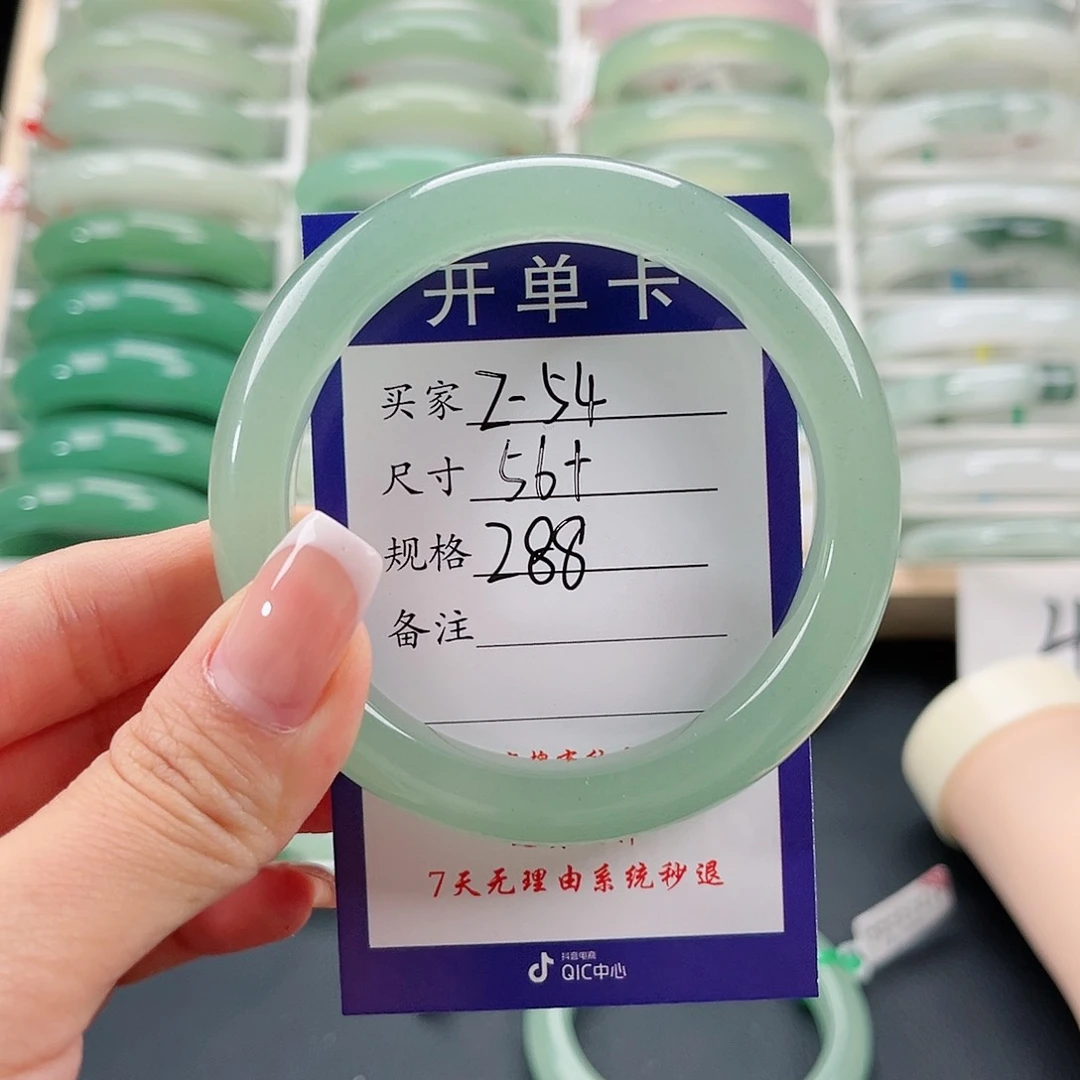 开单卡
买家 Z-54
尺寸 56+
规格 288
备注
7天无理由系统秒退
抖音电商
QIC中心